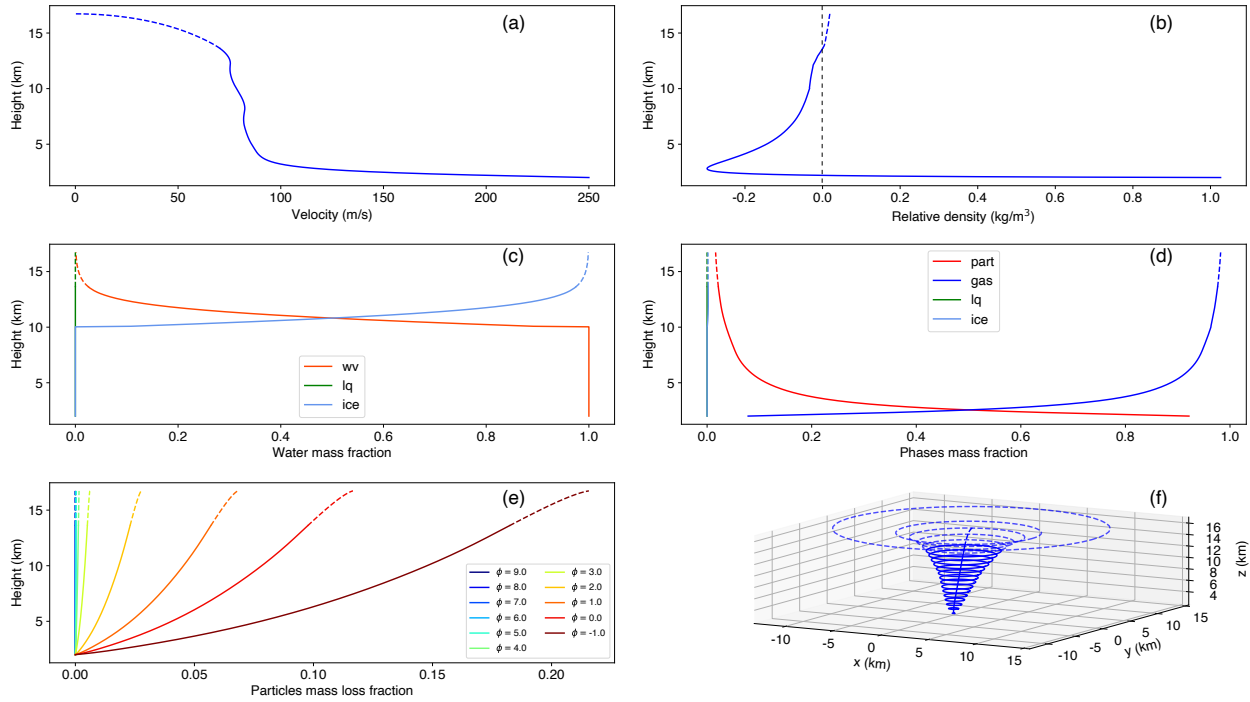 (a)
Height (km)
15
10
5
0
50
100
150
200
250
Velocity (m/s)
(b)
Height (km)
15
10
5
-0.2
0.0
0.2
0.4
0.6
0.8
1.0
Relative density (kg/m³)
(c)
Height (km)
15
10
5
wv
lq
ice
0.0
0.2
0.4
0.6
0.8
1.0
Water mass fraction
(d)
Height (km)
15
10
5
part
gas
lq
ice
0.0
0.2
0.4
0.6
0.8
1.0
Phases mass fraction
(e)
Height (km)
15
10
5
ϕ = 9.0
ϕ = 8.0
ϕ = 7.0
ϕ = 6.0
ϕ = 5.0
ϕ = 4.0
ϕ = 3.0
ϕ = 2.0
ϕ = 1.0
ϕ = 0.0
ϕ = -1.0
0.00
0.05
0.10
0.15
0.20
Particles mass loss fraction
(f)
16
14
12
10
8
6
4
z (km)
-10
-5
0
5
10
15
x (km)
-10
-5
0
5
10
15
y (km)